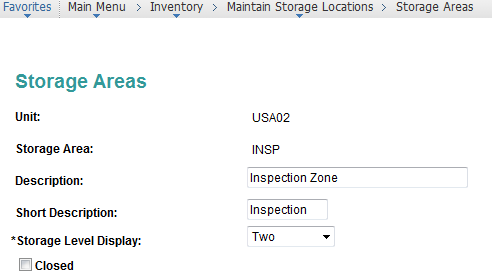 Favorites Main Menu > Inventory > Maintain Storage Locations > Storage Areas
Storage Areas
Unit: USA02
Storage Area: INSP
Description: Inspection Zone
Short Description: Inspection
*Storage Level Display: Two
Closed